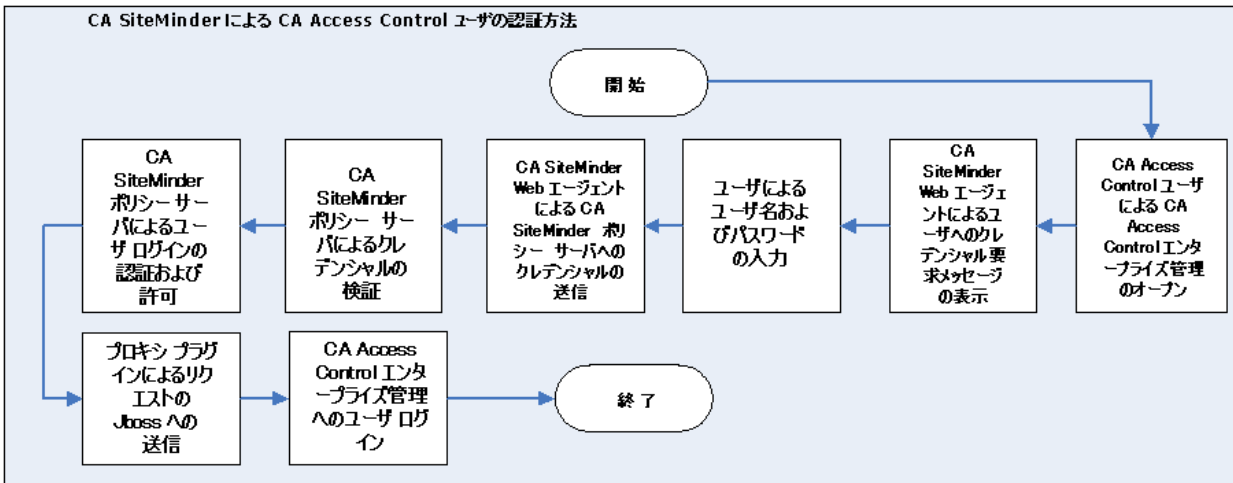 CA SiteMinder による CA Access Control ユーザの認証方法
開 始
CA Access
Control ユーザ
による CA
Access
Control エンタ
ープライズ管理
のオープン
CA
SiteMinder
Web エージェ
ントによるユ
ーザへのクレ
デンシャル要
求メッセージ
の表示
ユーザによる
ユーザ名およ
びパスワード
の入力
CA SiteMinder
Web エージェント
による CA
SiteMinder ポリ
シー サーバへの
クレデンシャルの
送信
CA
SiteMinder
ポリシー サー
バによるクレ
デンシャルの
検証
CA
SiteMinder
ポリシー サー
バによるユー
ザ ログインの
認証および
許可
プロキシ プラグ
インによるリク
エストの
Jboss への
送信
CA Access
Control エンタ
ープライズ管理
へのユーザ ログ
イン
終 了